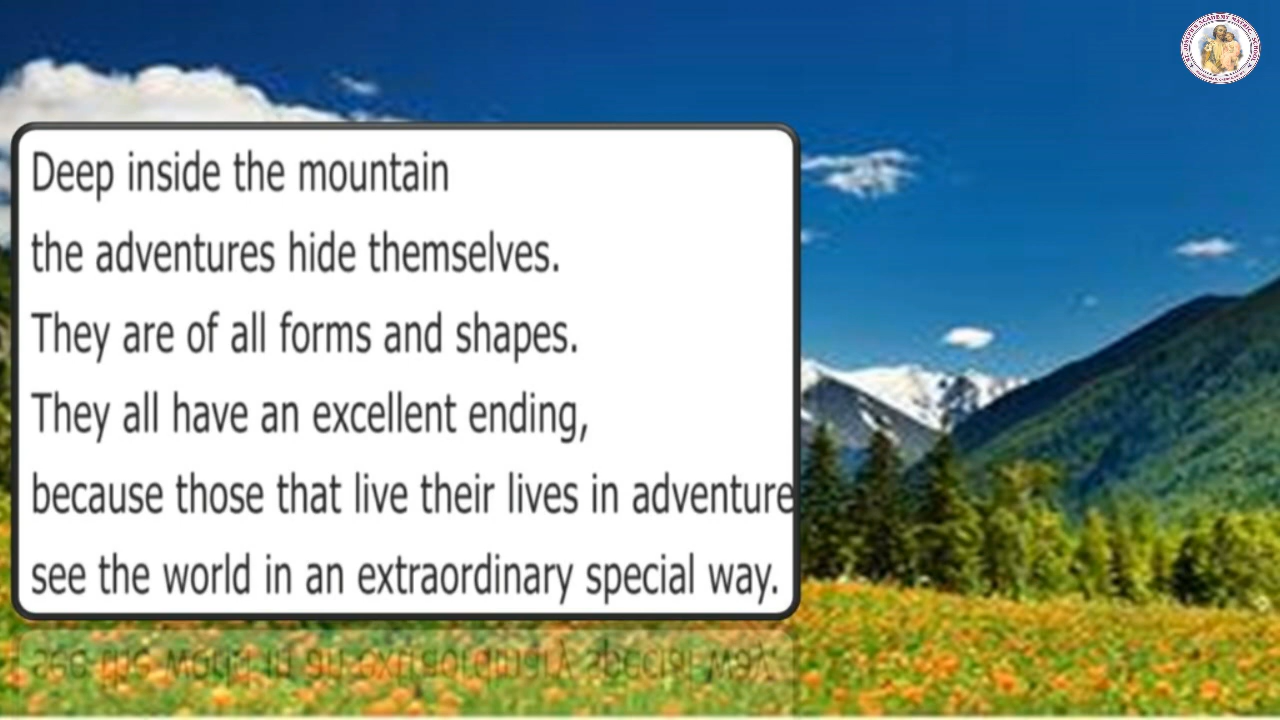 Deep inside the mountain
the adventures hide themselves.
They are of all forms and shapes.
They all have an excellent ending,
because those that live their lives in adventure
see the world in an extraordinary special way.